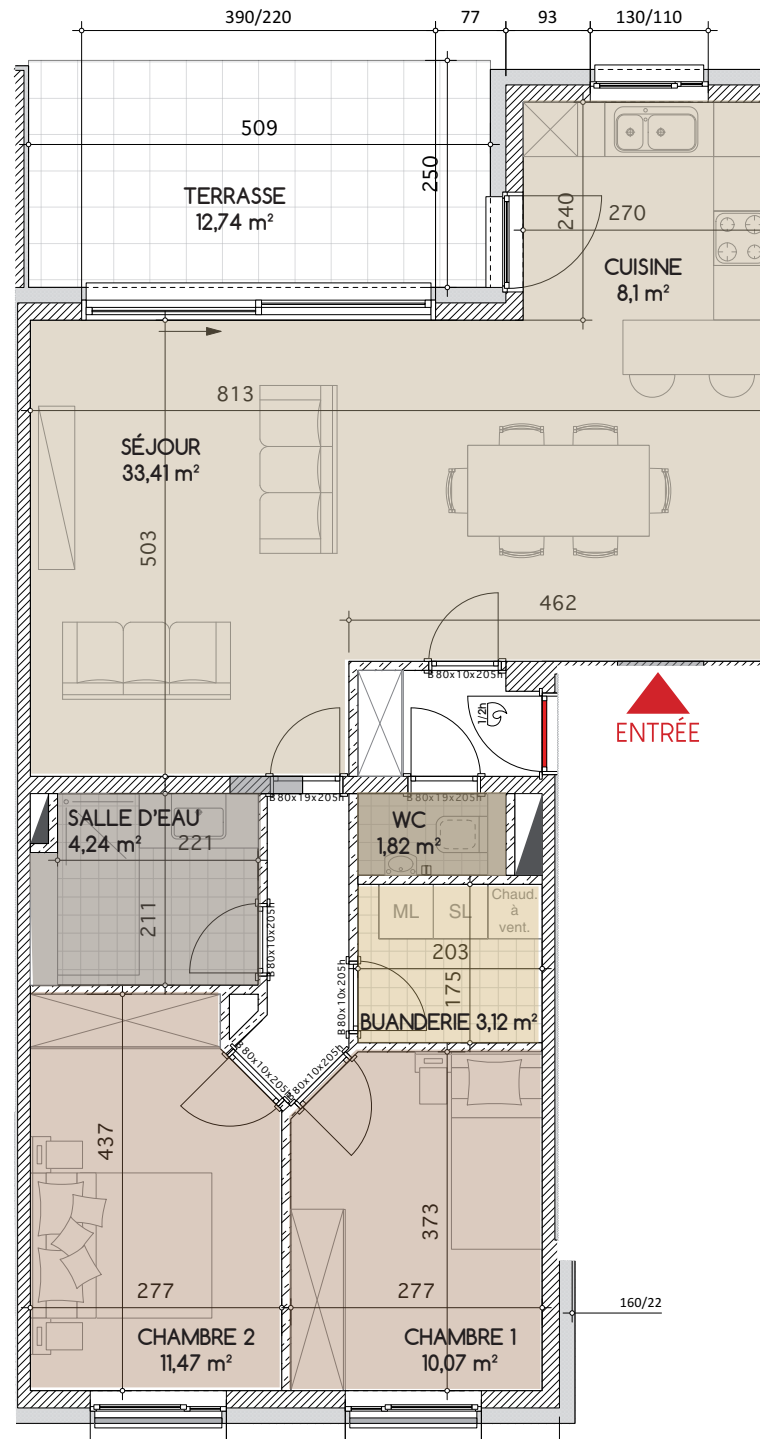 390/220
77
93
130/110
509
250
TERRASSE
12,74 m²
240
270
CUISINE
8,1 m²
813
SÉJOUR
33,41 m²
503
462
B 80x10x205h
1/2h
ENTRÉE
B 80x19x205h
B 80x19x205h
SALLE D'EAU
4,24 m²
221
WC
1,82 m²
211
B 80x10x205h
ML
SL
Chaud.
à
vent.
203
175
B 80x10x205h
BUANDERIE 3,12 m²
B 80x10x205h
B 80x10x205h
437
373
277
277
160/22
CHAMBRE 2
11,47 m²
CHAMBRE 1
10,07 m²